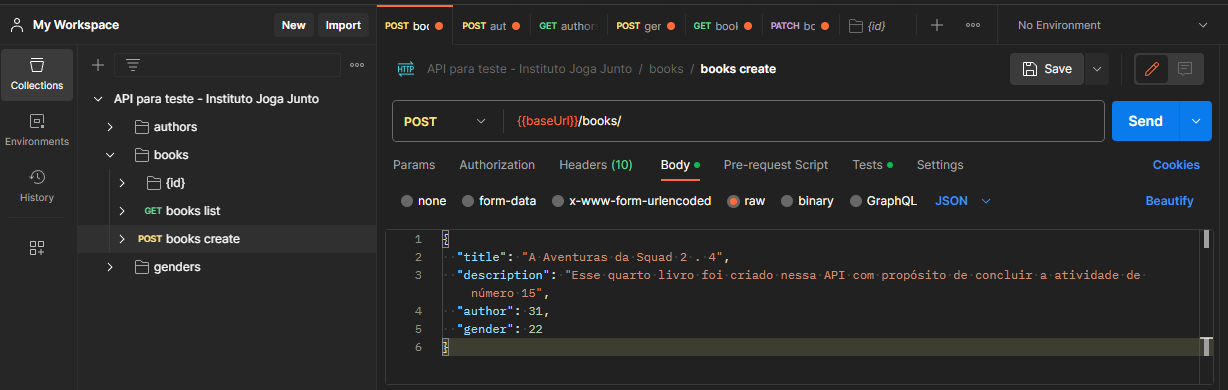 My Workspace
New
Import
POST boo
POST aut
GET author
POST ger
GET bool
PATCH bo
{id}
No Environment
Collections
Environments
History
API para teste - Instituto Joga Junto
authors
books
{id}
GET books list
POST books create
genders
HTTP API para teste - Instituto Joga Junto / books / books create
Save
POST
{{baseUrl}}/books/
Send
Params
Authorization
Headers (10)
Body
Pre-request Script
Tests
Settings
Cookies
none
form-data
x-www-form-urlencoded
raw
binary
GraphQL
JSON
Beautify
1 {
2 "title": "A Aventuras da Squad 2 . 4",
3 "description": "Esse quarto livro foi criado nessa API com propósito de concluir a atividade de
número 15",
4 "author": 31,
5 "gender": 22
6 }